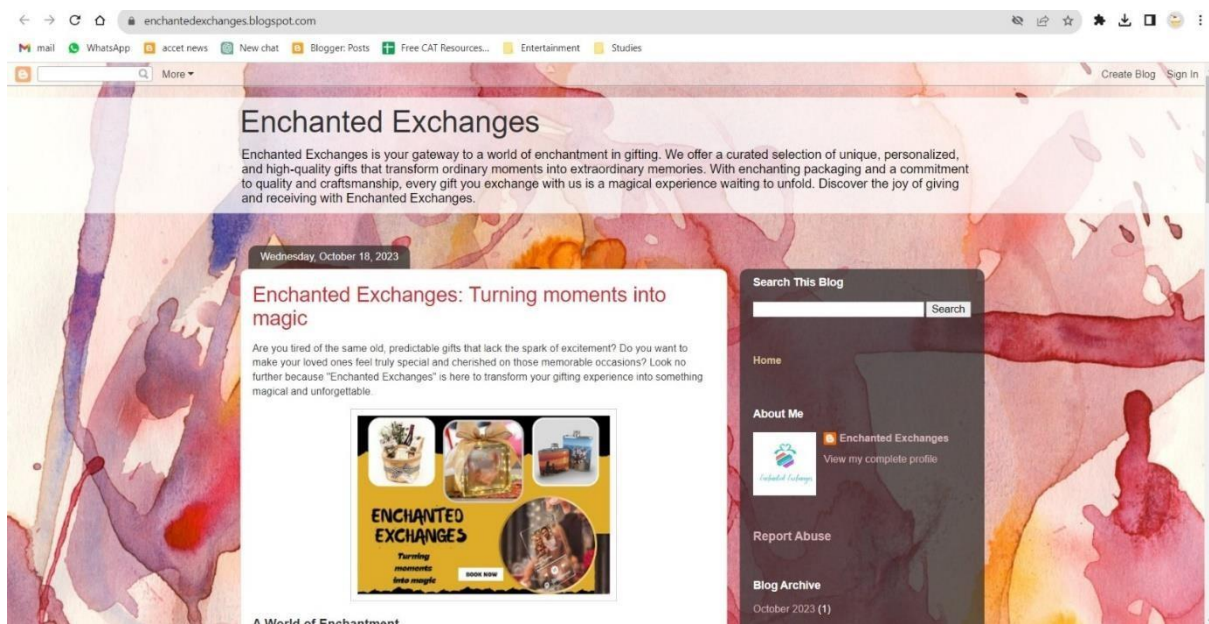 enchantedexchanges.blogspot.com
mail WhatsApp accet news New chat Blogger: Posts Free CAT Resources... Entertainment Studies
More Create Blog Sign In
Enchanted Exchanges
Enchanted Exchanges is your gateway to a world of enchantment in gifting. We offer a curated selection of unique, personalized,
and high-quality gifts that transform ordinary moments into extraordinary memories. With enchanting packaging and a commitment
to quality and craftsmanship, every gift you exchange with us is a magical experience waiting to unfold. Discover the joy of giving
and receiving with Enchanted Exchanges.
Wednesday, October 18, 2023
Enchanted Exchanges: Turning moments into
magic
Are you tired of the same old, predictable gifts that lack the spark of excitement? Do you want to
make your loved ones feel truly special and cherished on those memorable occasions? Look no
further because "Enchanted Exchanges" is here to transform your gifting experience into something
magical and unforgettable.
ENCHANTED
EXCHANGES
Turning
moments
into magic
BOOK NOW
A World of Enchantment
Search This Blog
Search
Home
About Me
Enchanted Exchanges
View my complete profile
Enchanted Exchanges
Report Abuse
Blog Archive
October 2023 (1)